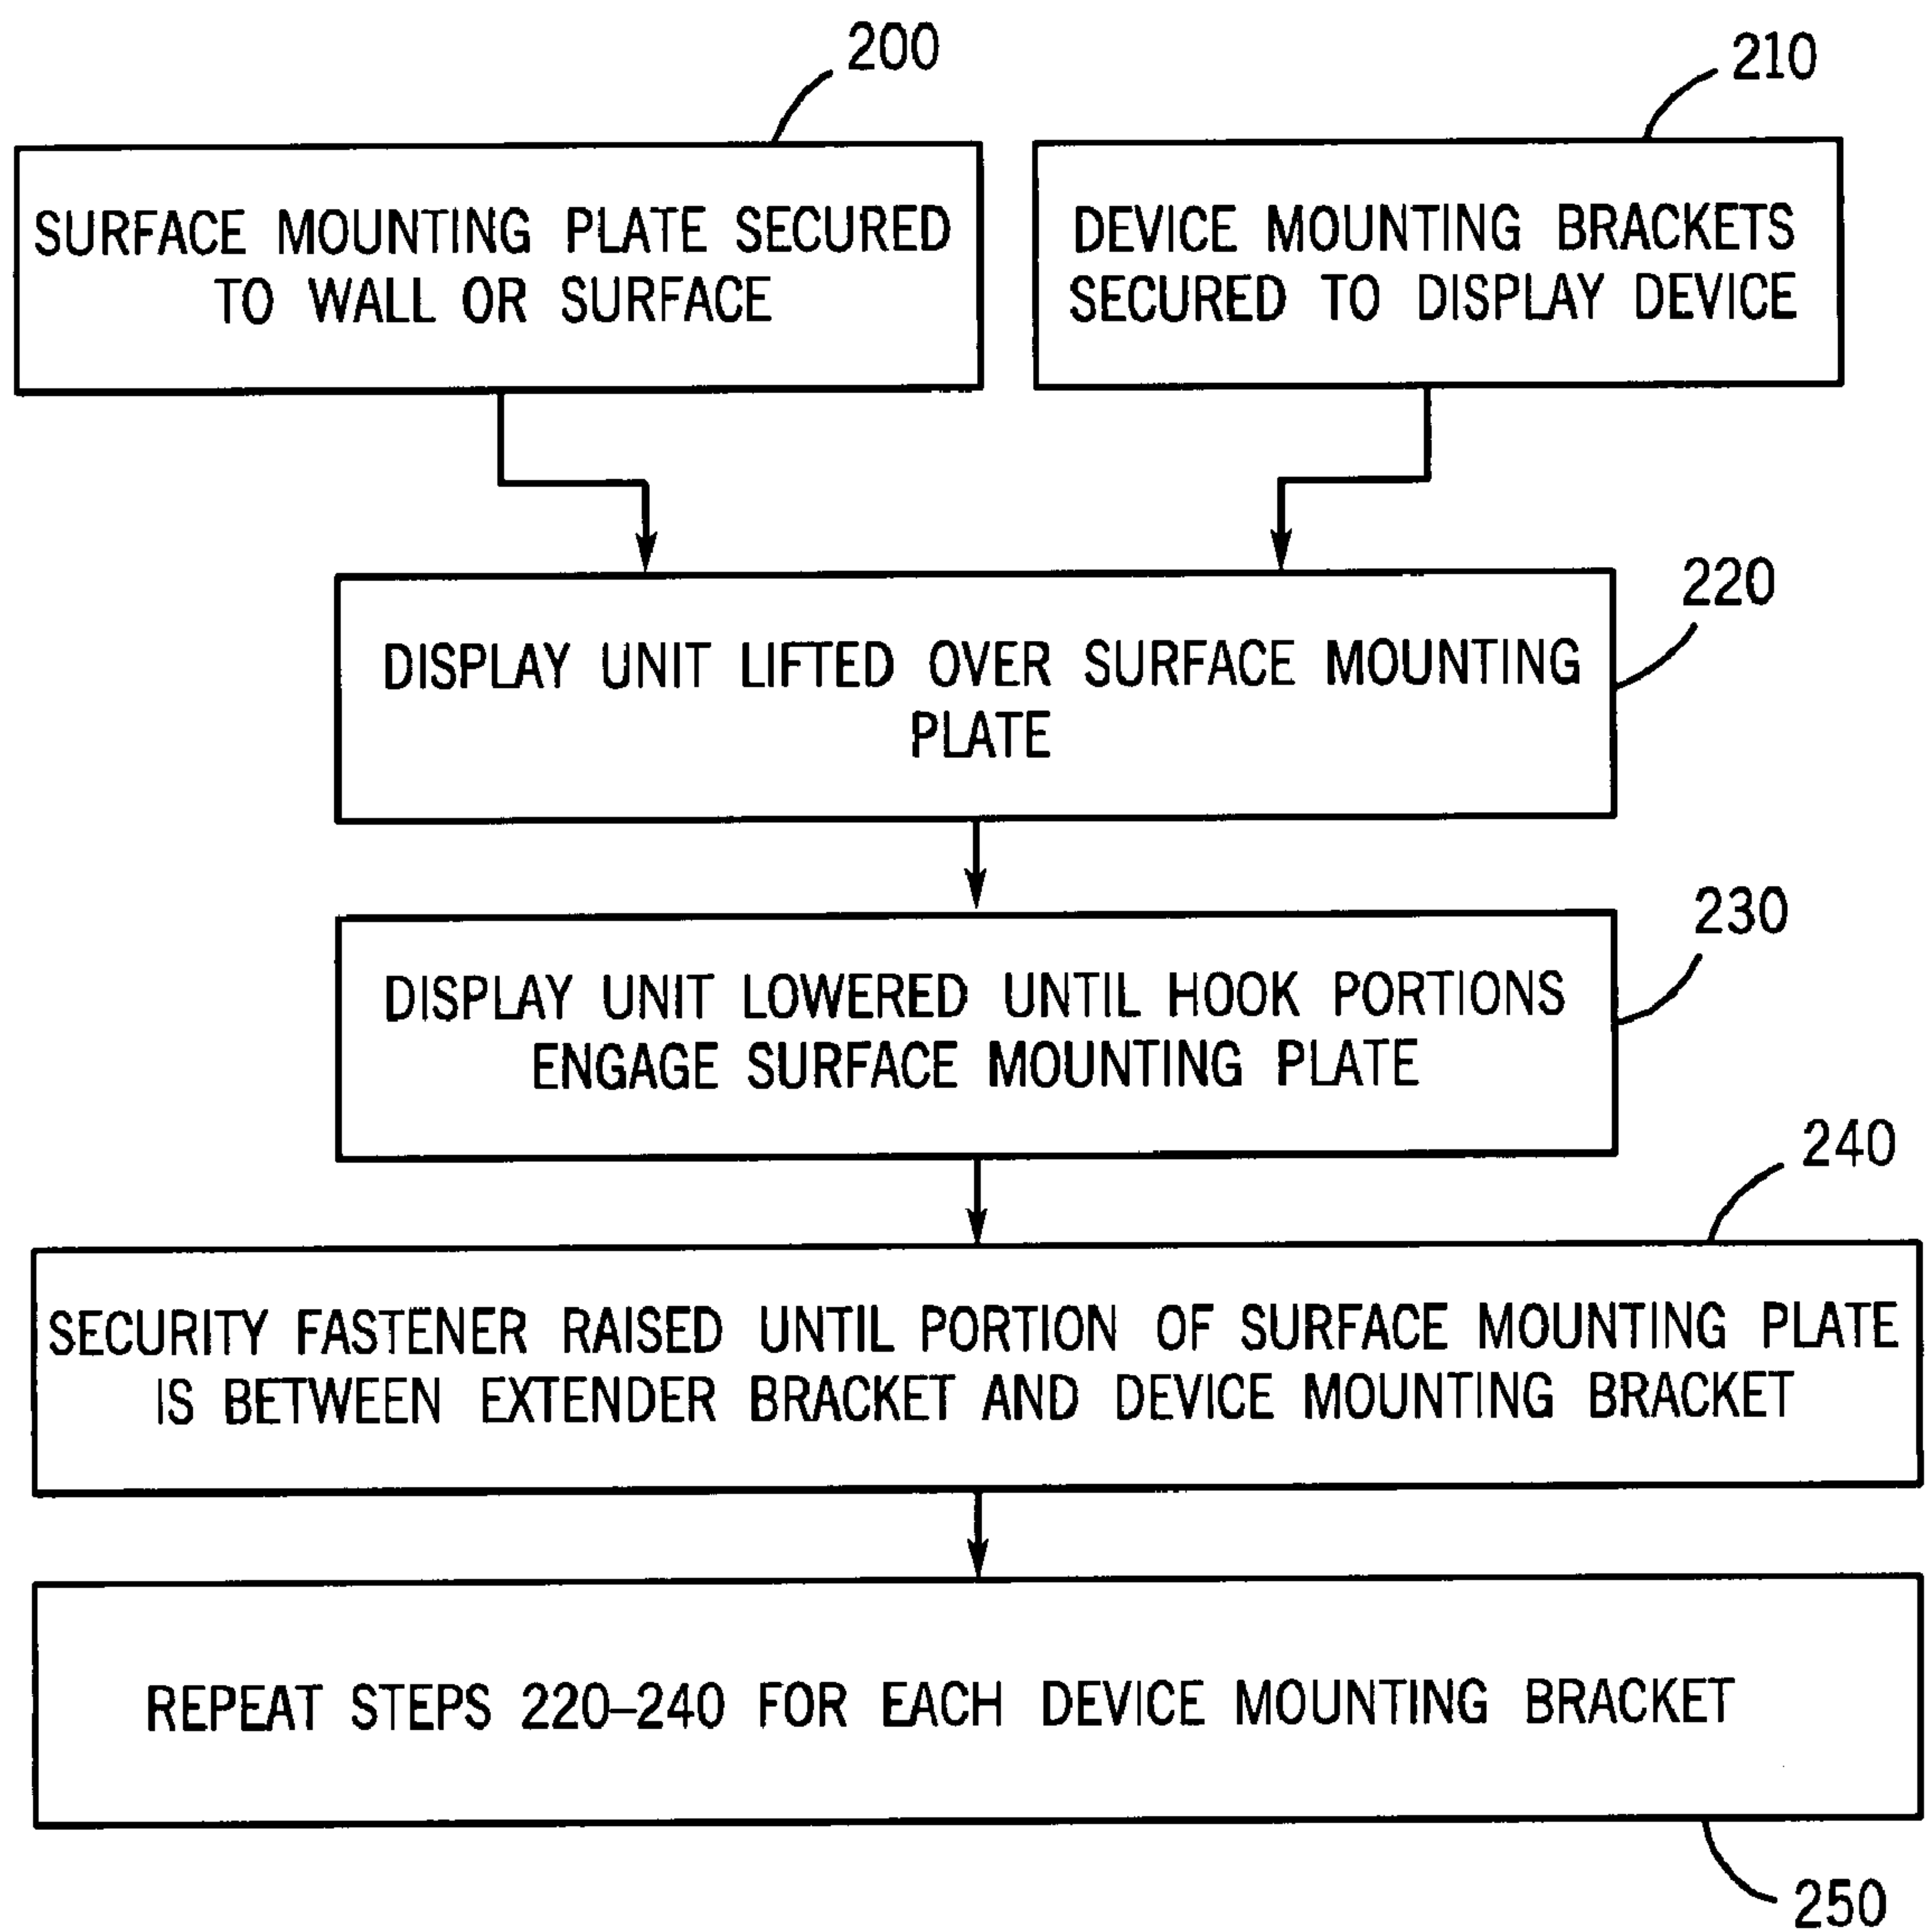 200
210
SURFACE MOUNTING PLATE SECURED
TO WALL OR SURFACE
DEVICE MOUNTING BRACKETS
SECURED TO DISPLAY DEVICE
220
DISPLAY UNIT LIFTED OVER SURFACE MOUNTING
PLATE
230
DISPLAY UNIT LOWERED UNTIL HOOK PORTIONS
ENGAGE SURFACE MOUNTING PLATE
240
SECURITY FASTENER RAISED UNTIL PORTION OF SURFACE MOUNTING PLATE
IS BETWEEN EXTENDER BRACKET AND DEVICE MOUNTING BRACKET
REPEAT STEPS 220–240 FOR EACH DEVICE MOUNTING BRACKET
250